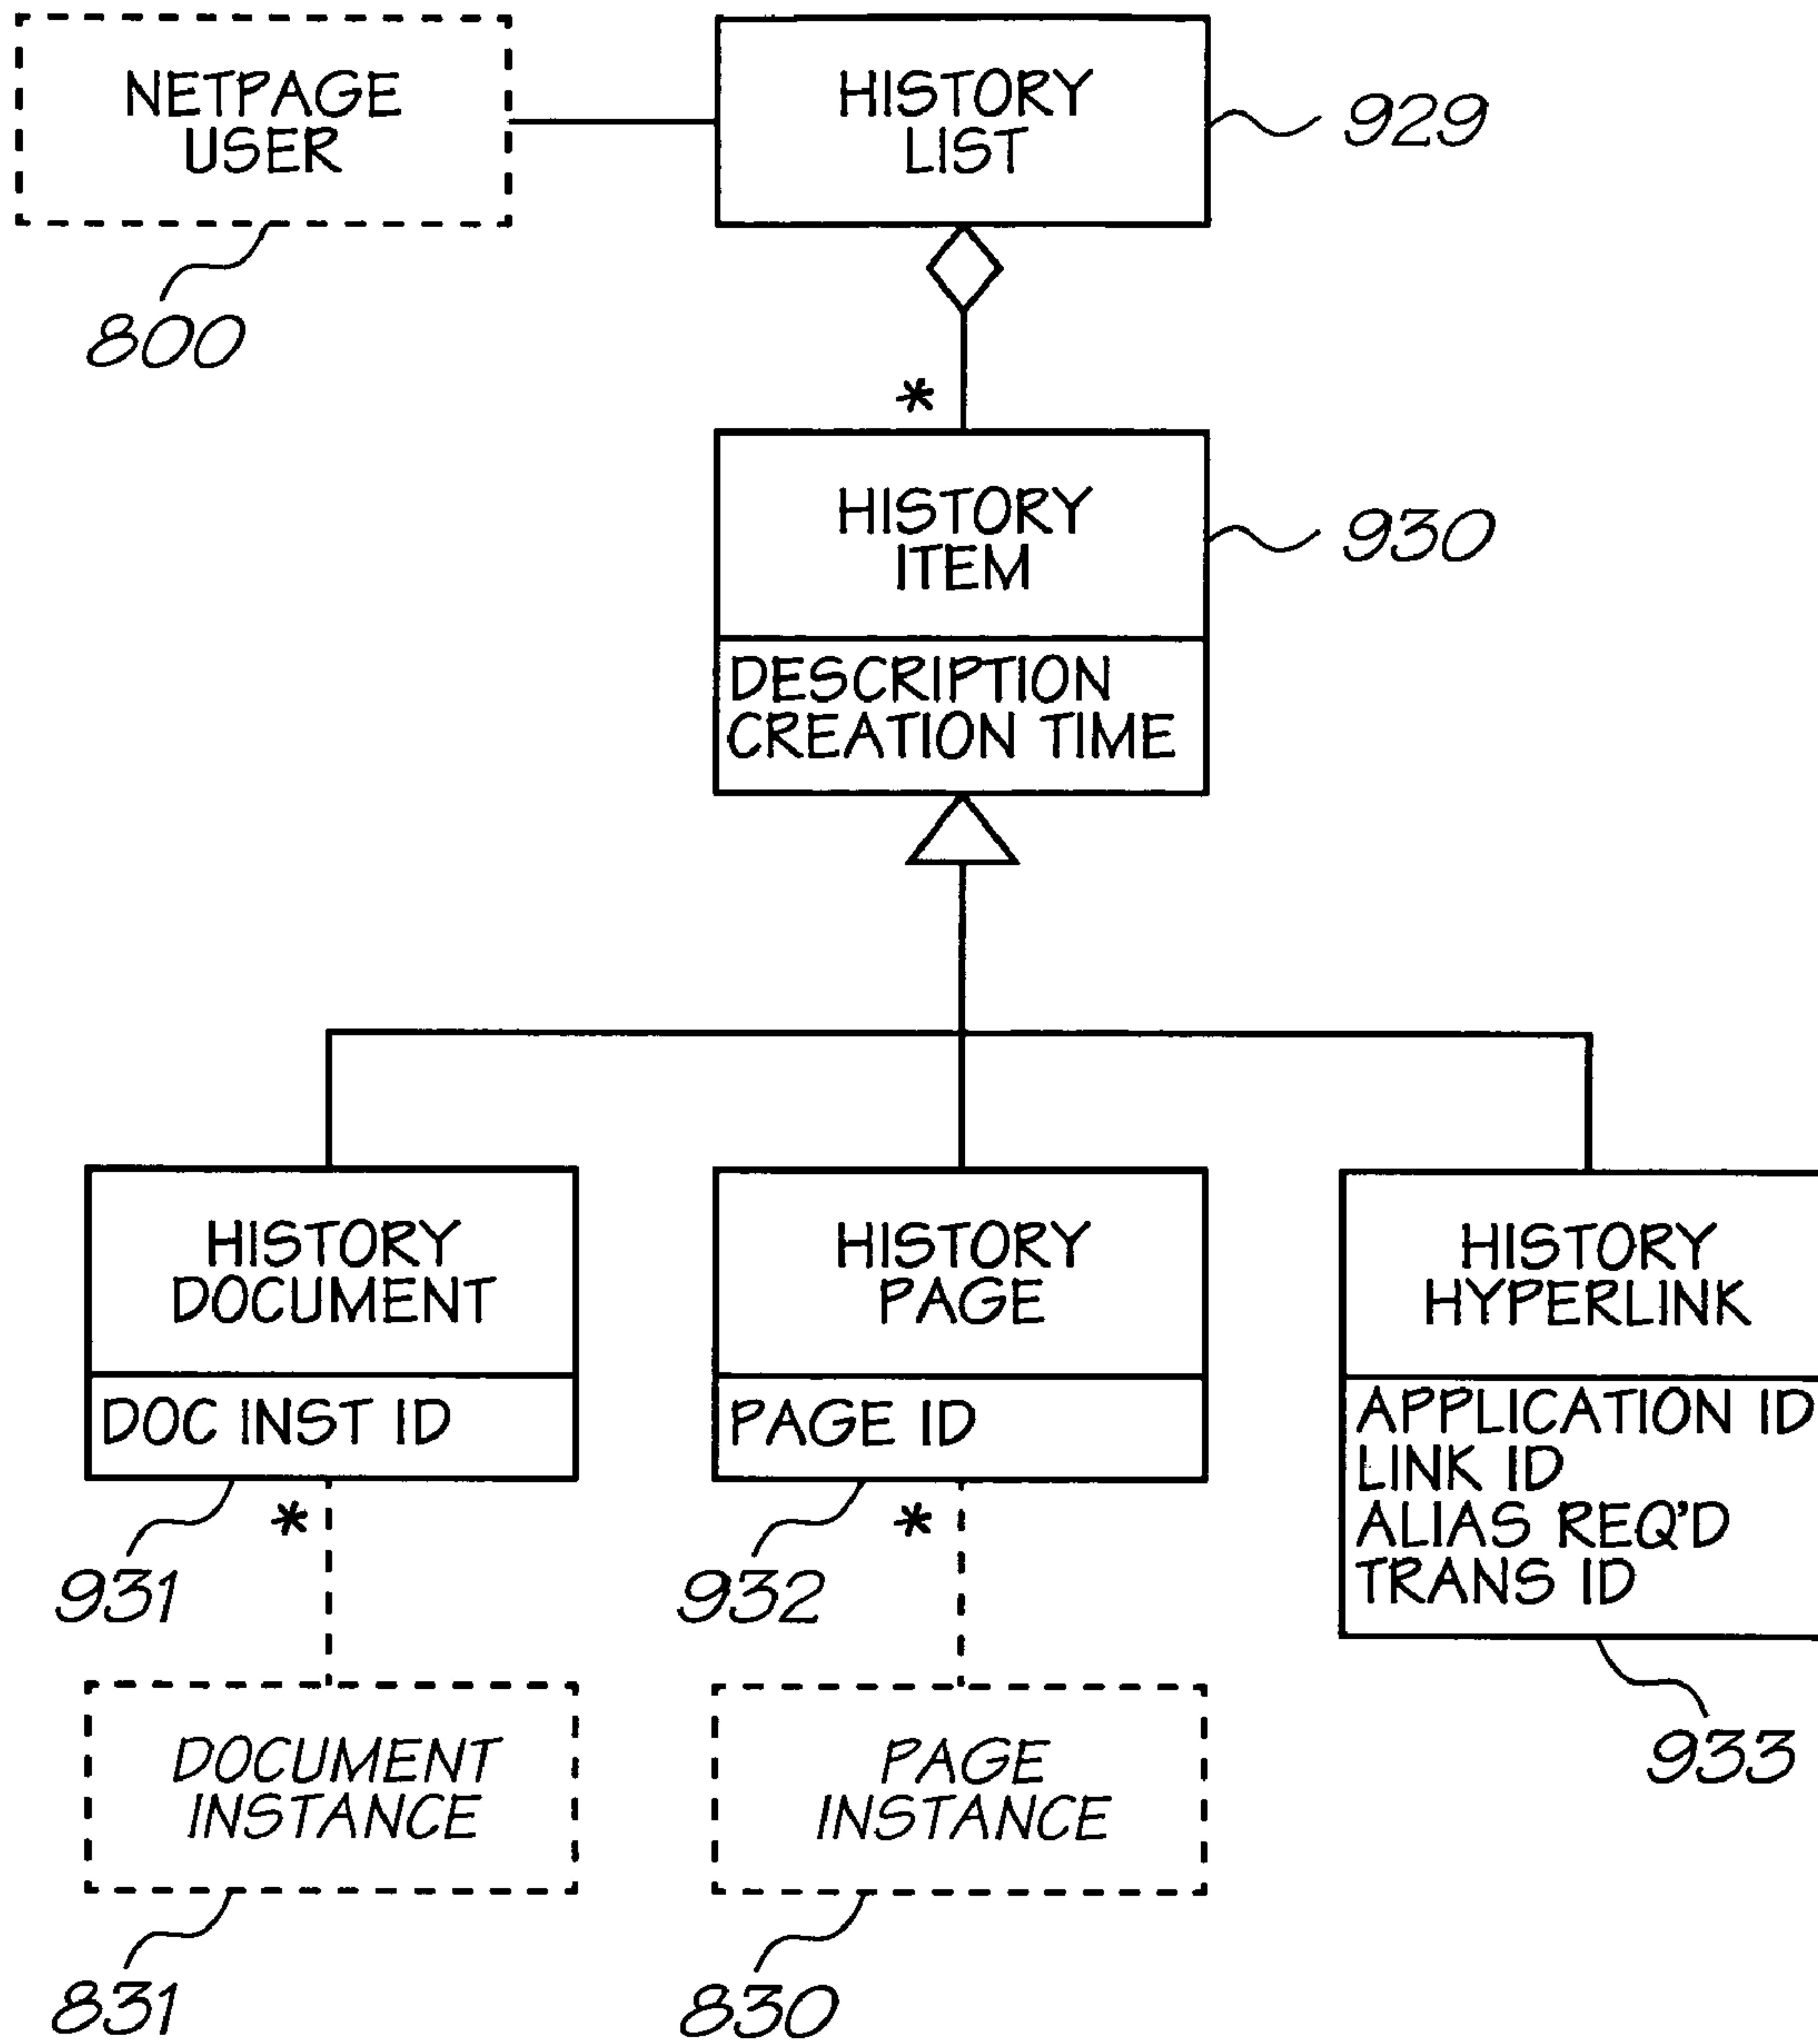 NETPAGE
USER
800
HISTORY
LIST
929
*
HISTORY
ITEM
930
DESCRIPTION
CREATION TIME
HISTORY
DOCUMENT
DOC INST ID
931
*
HISTORY
PAGE
PAGE ID
932
*
HISTORY
HYPERLINK
APPLICATION ID
LINK ID
ALIAS REQ'D
TRANS ID
933
DOCUMENT
INSTANCE
831
PAGE
INSTANCE
830